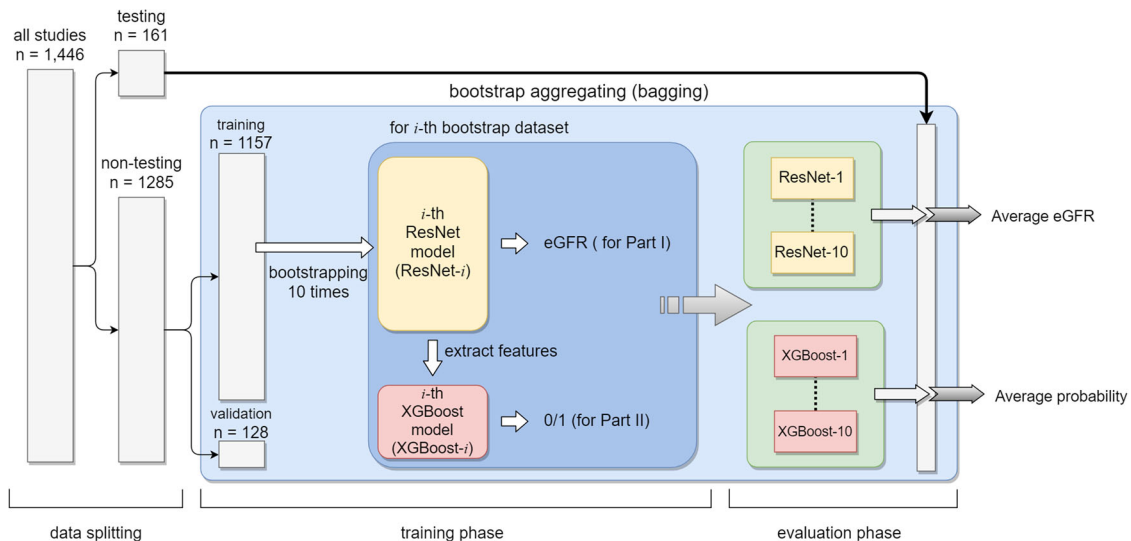 all studies
n = 1,446
testing
n = 161
non-testing
n = 1285
bootstrap aggregating (bagging)
training
n = 1157
validation
n = 128
bootstrapping
10 times
for i-th bootstrap dataset
i-th
ResNet
model
(ResNet-i)
eGFR ( for Part I)
extract features
i-th
XGBoost
model
(XGBoost-i)
0/1 (for Part II)
ResNet-1
ResNet-10
XGBoost-1
XGBoost-10
Average eGFR
Average probability
data splitting
training phase
evaluation phase